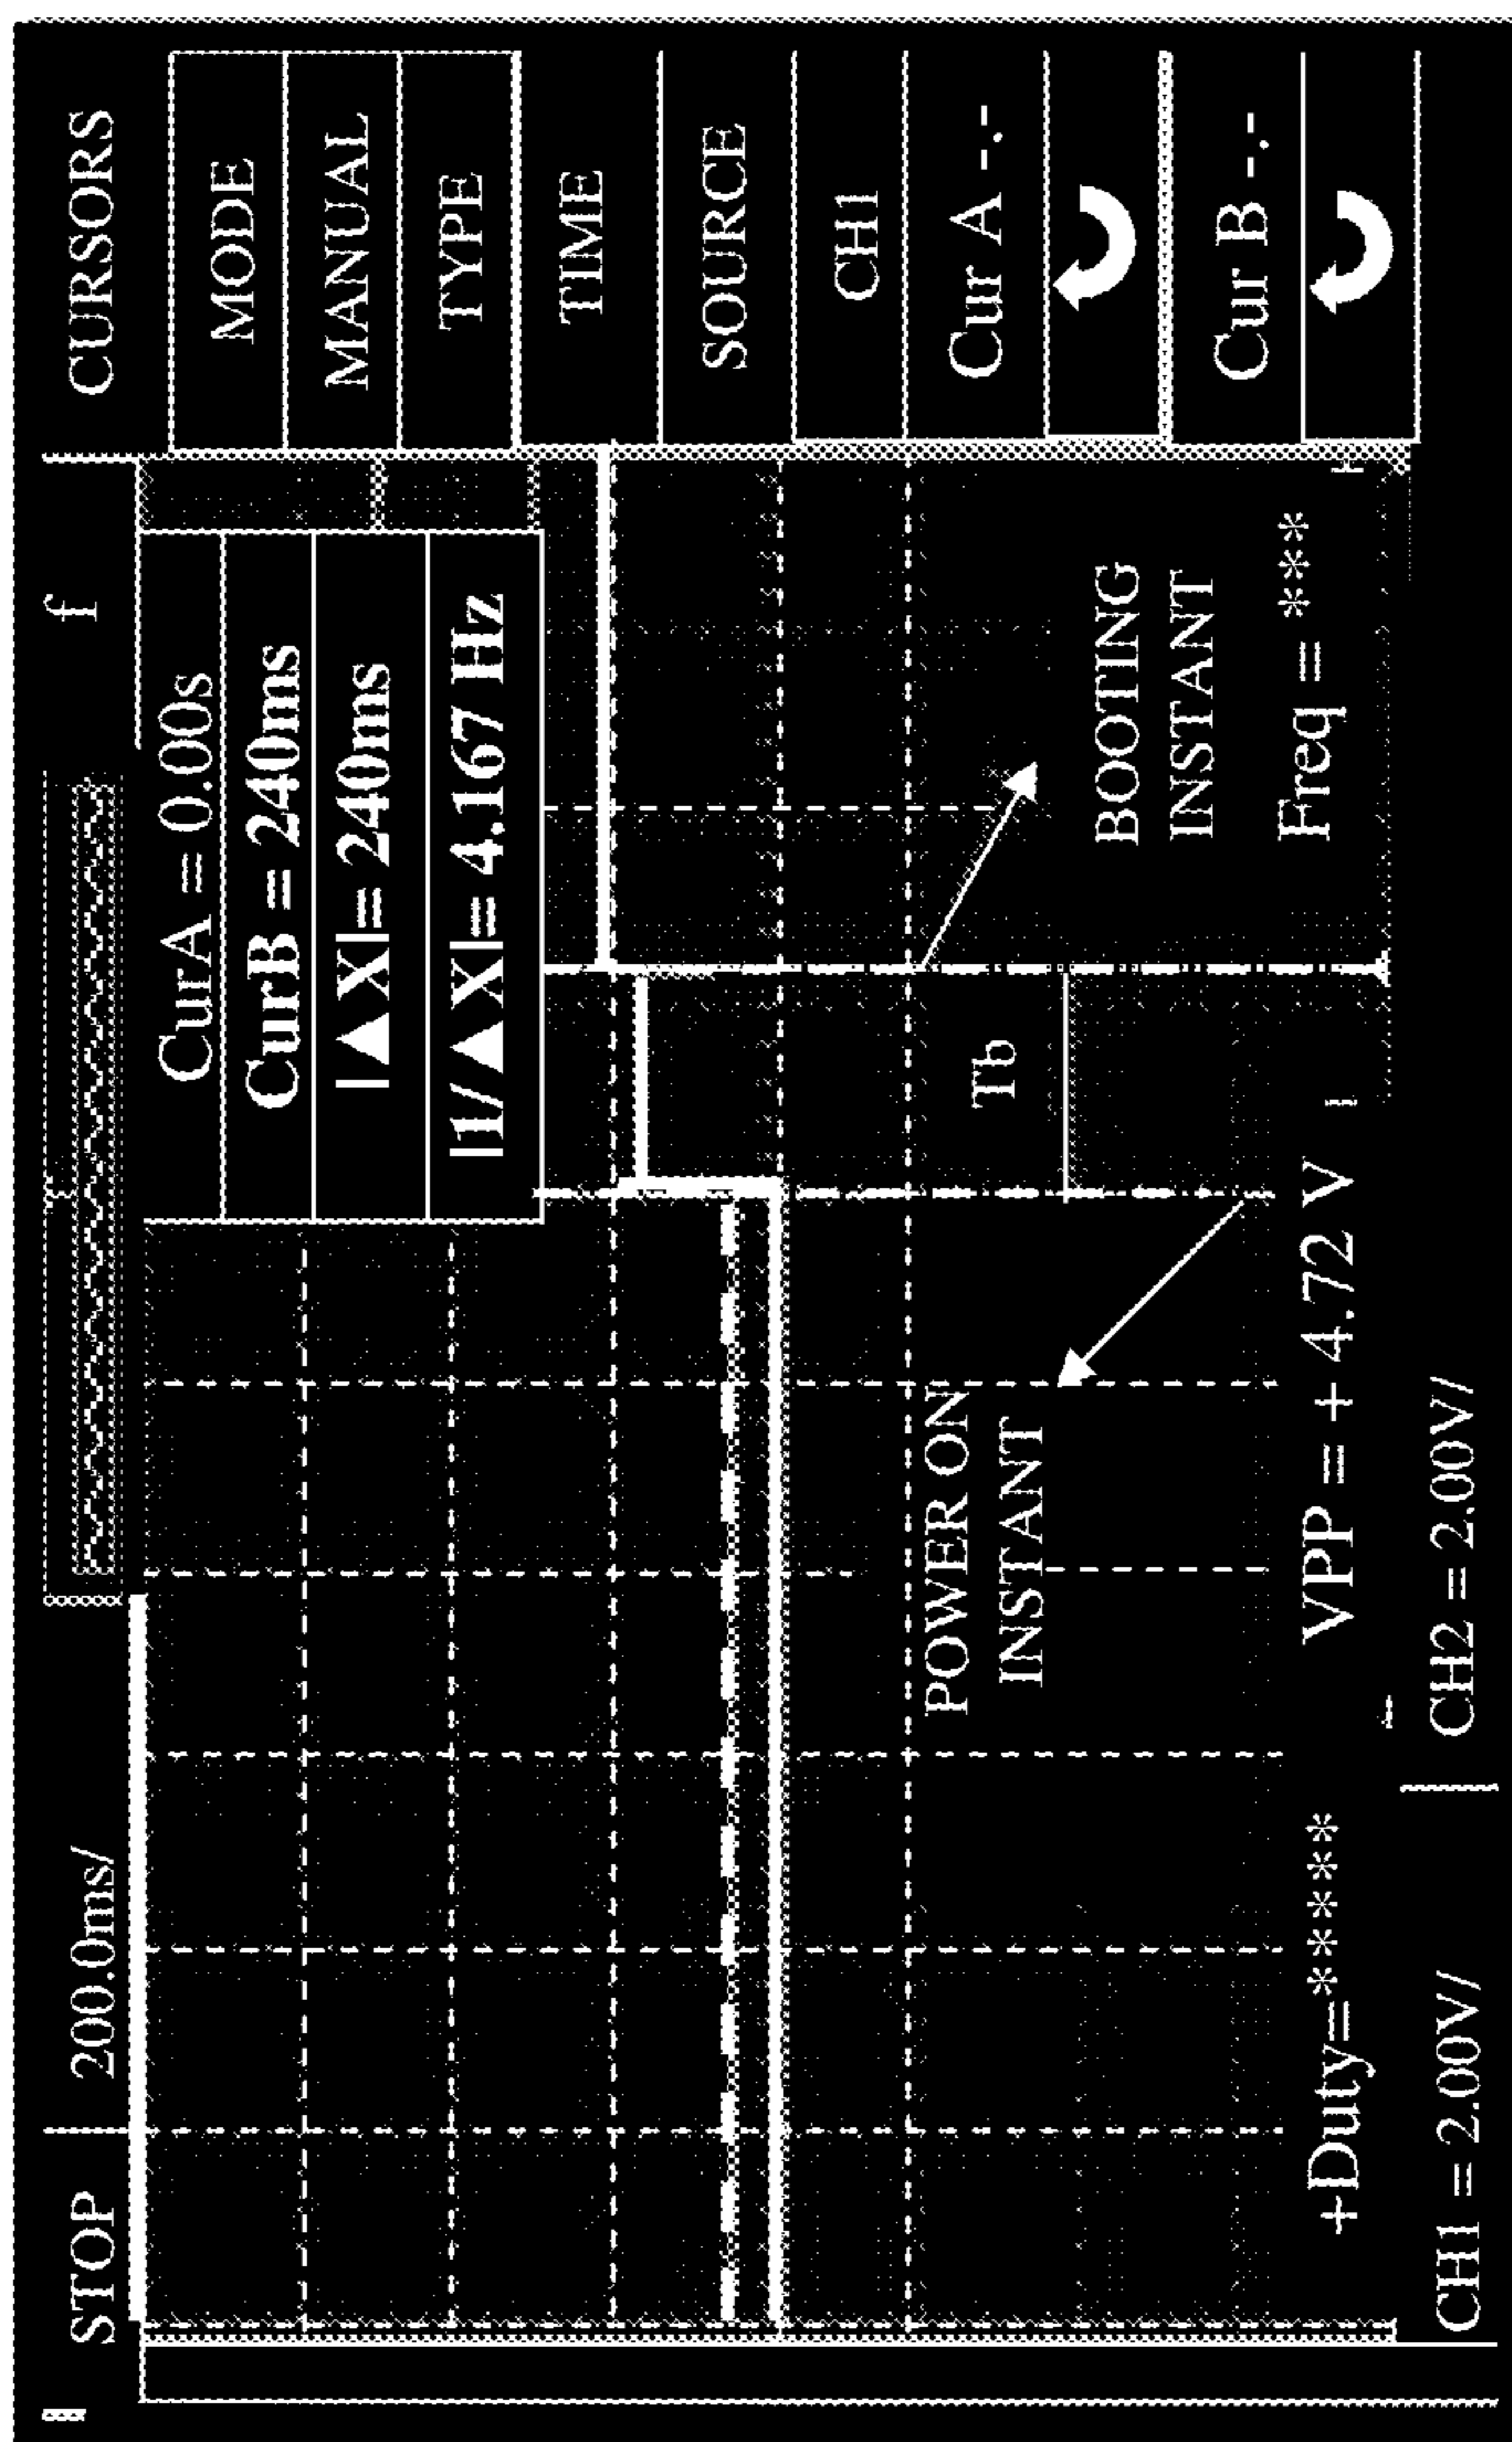 STOP 200.0ms/ f
CURSORS
MODE
MANUAL
TYPE
TIME
SOURCE
CH1
Cur A -.-
Cur B -.-
CurA = 0.00s
CurB = 240ms
|▲X|= 240ms
|1/▲X|= 4.167 Hz
Tb
POWER ON
INSTANT
BOOTING
INSTANT
+Duty=***** VPP = + 4.72 V Freq = ***
CH1 = 2.00V/ CH2 = 2.00V/